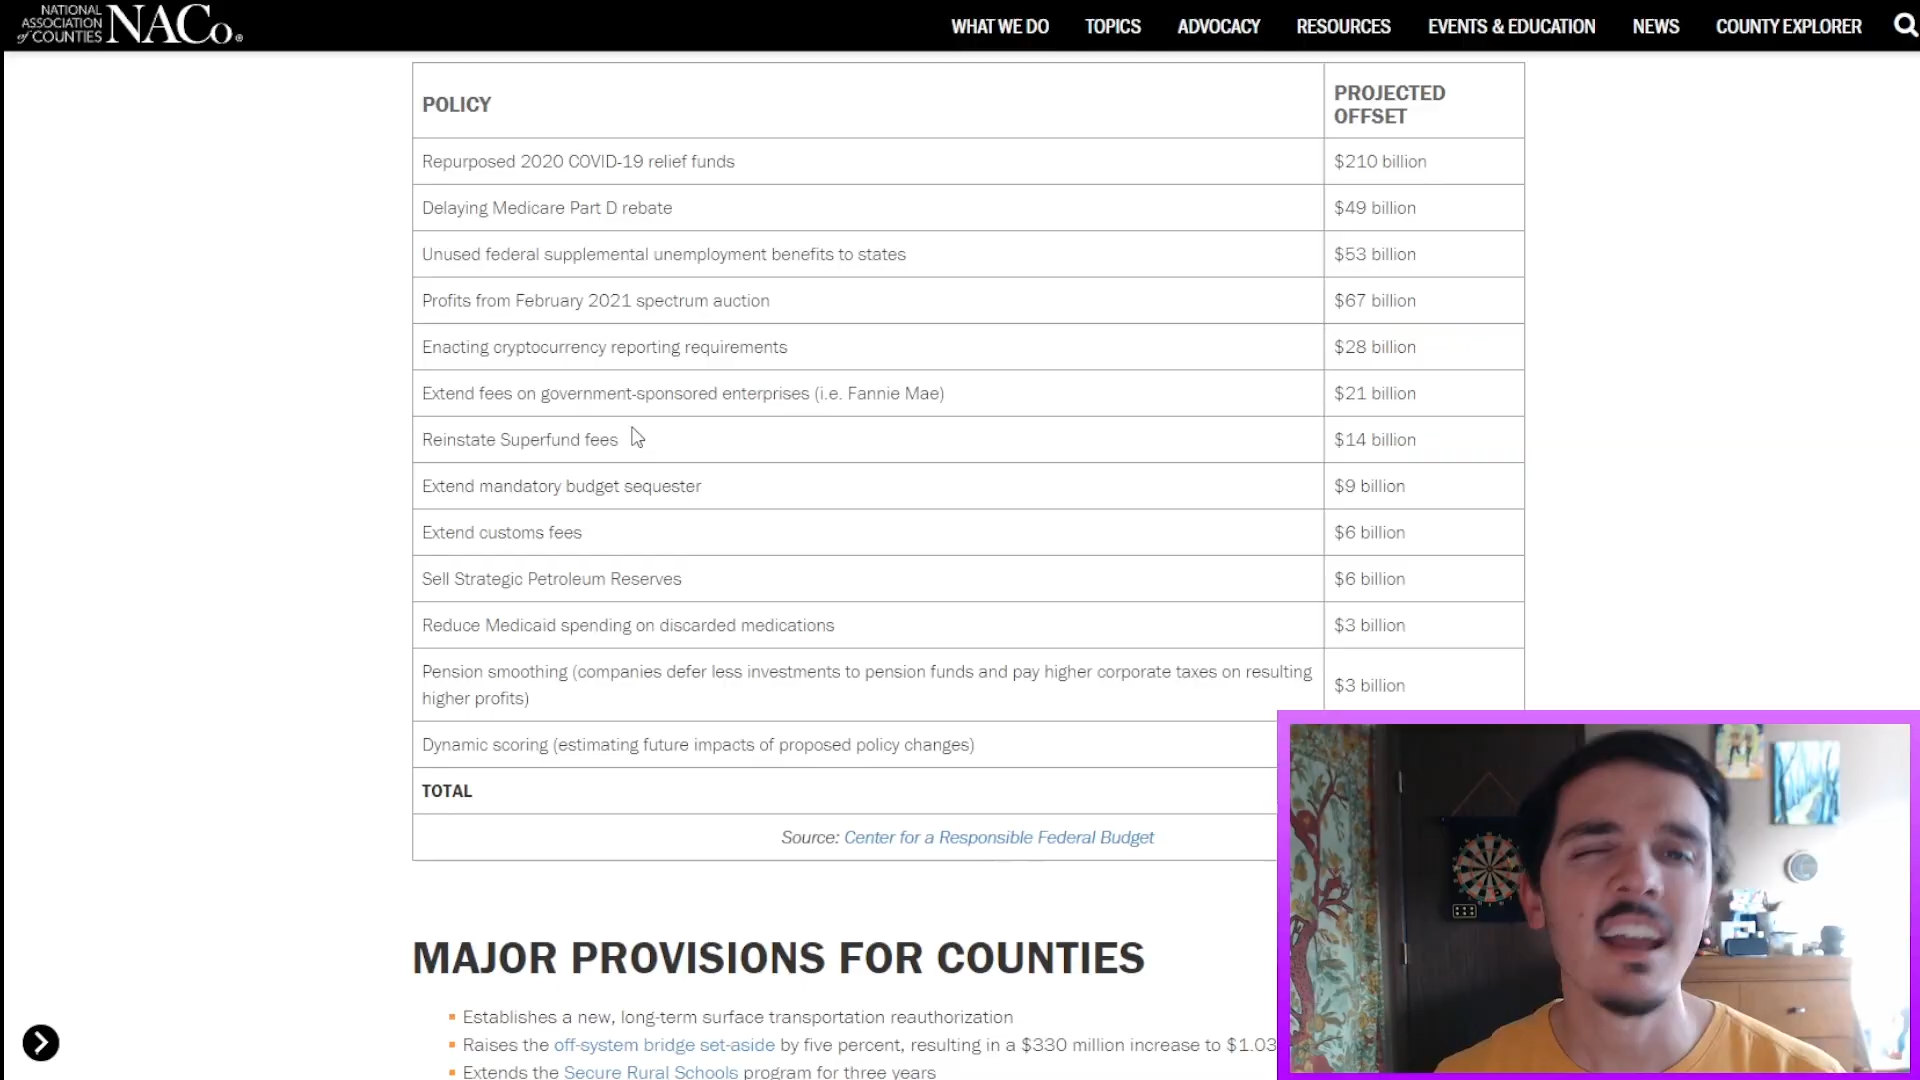 NATIONAL
ASSOCIATION
of COUNTIES
NACo®
WHAT WE DO
TOPICS
ADVOCACY
RESOURCES
EVENTS & EDUCATION
NEWS
COUNTY EXPLORER
POLICY
PROJECTED
OFFSET
Repurposed 2020 COVID-19 relief funds
$210 billion
Delaying Medicare Part D rebate
$49 billion
Unused federal supplemental unemployment benefits to states
$53 billion
Profits from February 2021 spectrum auction
$67 billion
Enacting cryptocurrency reporting requirements
$28 billion
Extend fees on government-sponsored enterprises (i.e. Fannie Mae)
$21 billion
Reinstate Superfund fees
$14 billion
Extend mandatory budget sequester
$9 billion
Extend customs fees
$6 billion
Sell Strategic Petroleum Reserves
$6 billion
Reduce Medicaid spending on discarded medications
$3 billion
Pension smoothing (companies defer less investments to pension funds and pay higher corporate taxes on resulting
higher profits)
$3 billion
Dynamic scoring (estimating future impacts of proposed policy changes)
TOTAL
Source: Center for a Responsible Federal Budget
MAJOR PROVISIONS FOR COUNTIES
Establishes a new, long-term surface transportation reauthorization
Raises the off-system bridge set-aside by five percent, resulting in a $330 million increase to $1.03
Extends the Secure Rural Schools program for three years